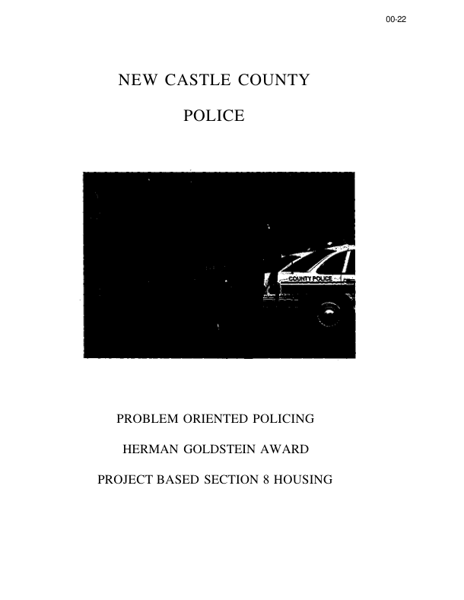 00-22
NEW CASTLE COUNTY
POLICE
COUNTY POLICE
PROBLEM ORIENTED POLICING
HERMAN GOLDSTEIN AWARD
PROJECT BASED SECTION 8 HOUSING